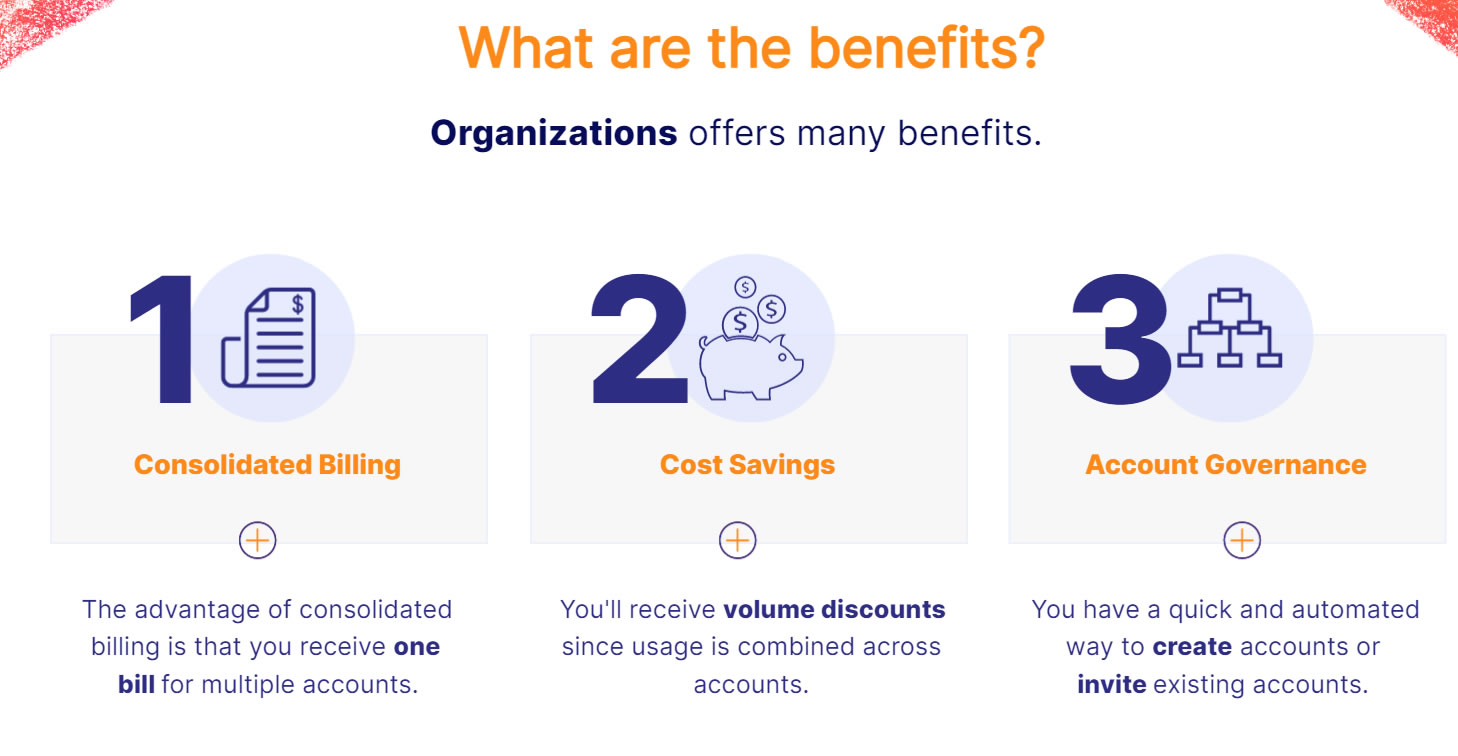 What are the benefits?
Organizations offers many benefits.
1
$
Consolidated Billing
The advantage of consolidated
billing is that you receive one
bill for multiple accounts.
2
$
$
$
Cost Savings
You'll receive volume discounts
since usage is combined across
accounts.
3
Account Governance
You have a quick and automated
way to create accounts or
invite existing accounts.